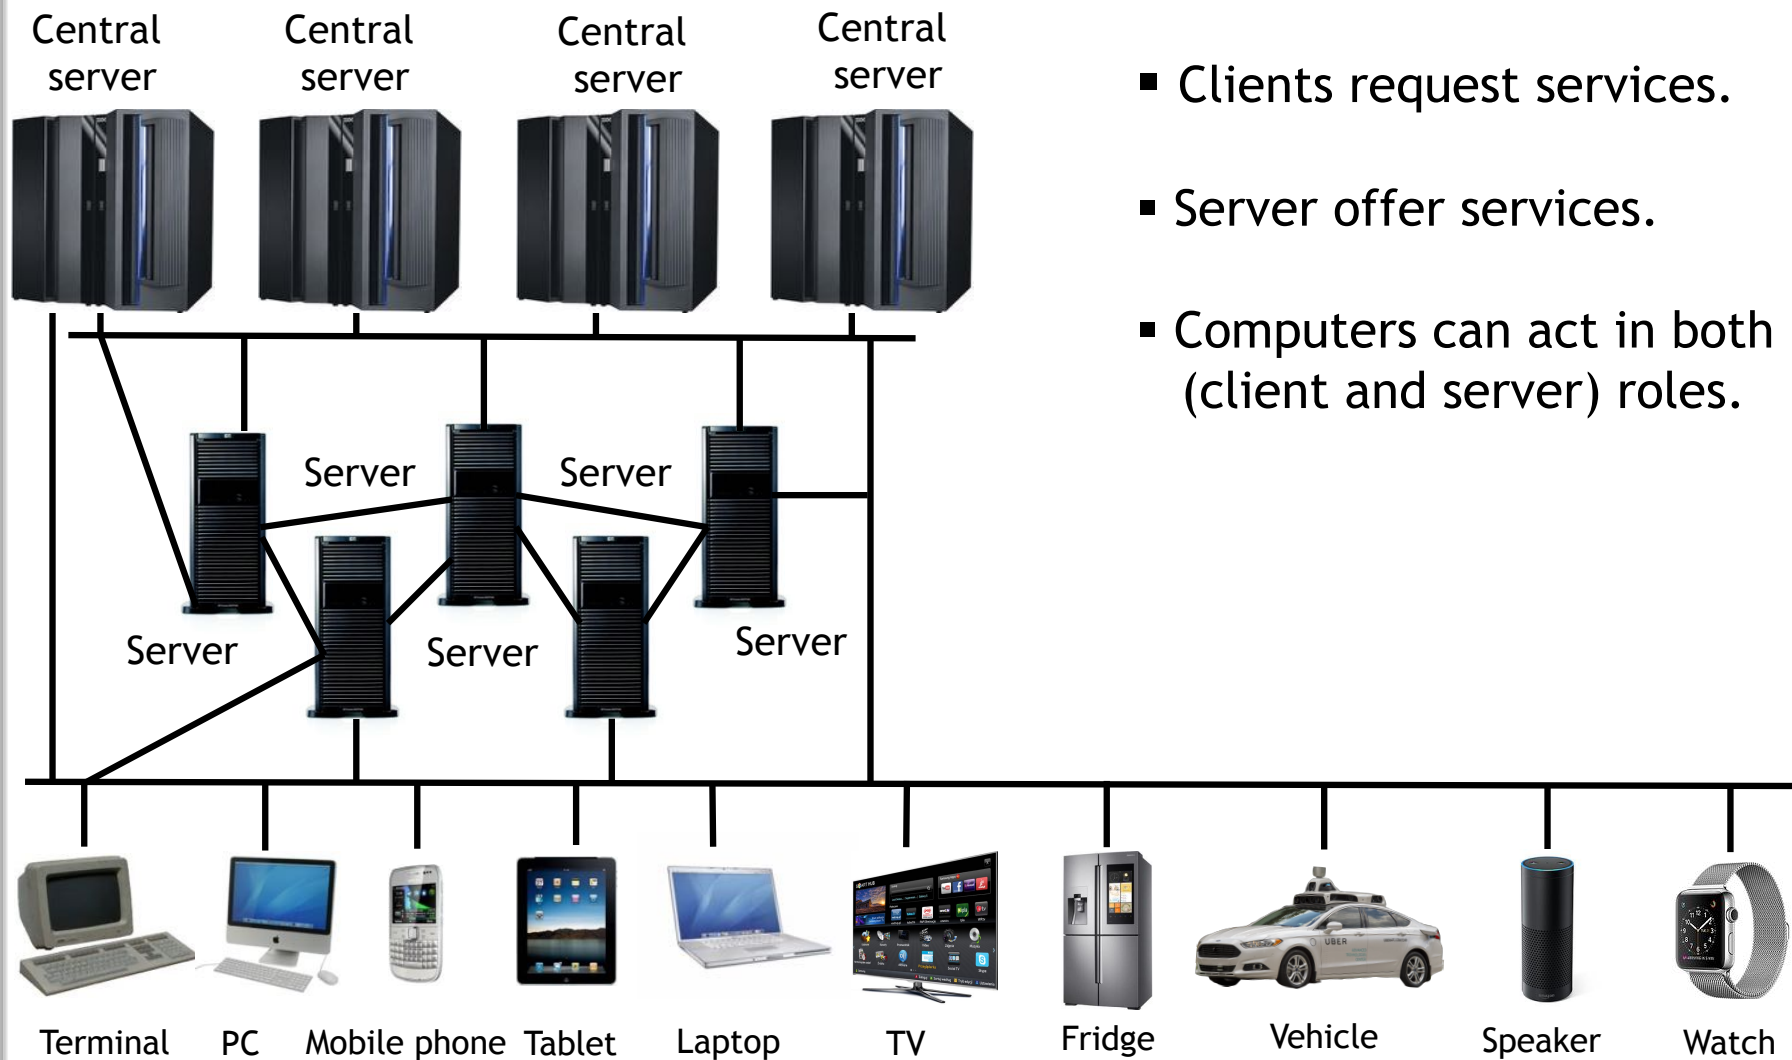 Central
server
Central
server
Central
server
Central
server
▪ Clients request services.
▪ Server offer services.
▪ Computers can act in both
(client and server) roles.
Server
Server
Server
Server
Server
UBER
Terminal
PC
Mobile phone
Tablet
Laptop
TV
Fridge
Vehicle
Speaker
Watch